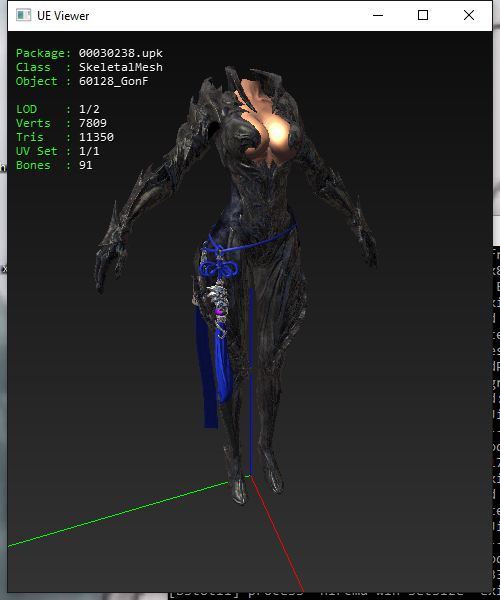 UE Viewer
Package: 00030238.upk
Class  : SkeletalMesh
Object : 60128_GonF
LOD    : 1/2
Verts  : 7809
Tris   : 11350
UV Set : 1/1
Bones  : 91